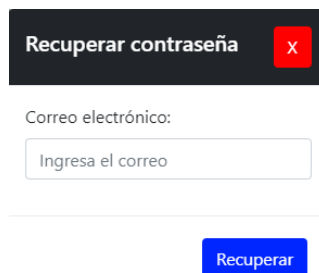 Recuperar contraseña X
Correo electrónico:
Ingresa el correo
Recuperar